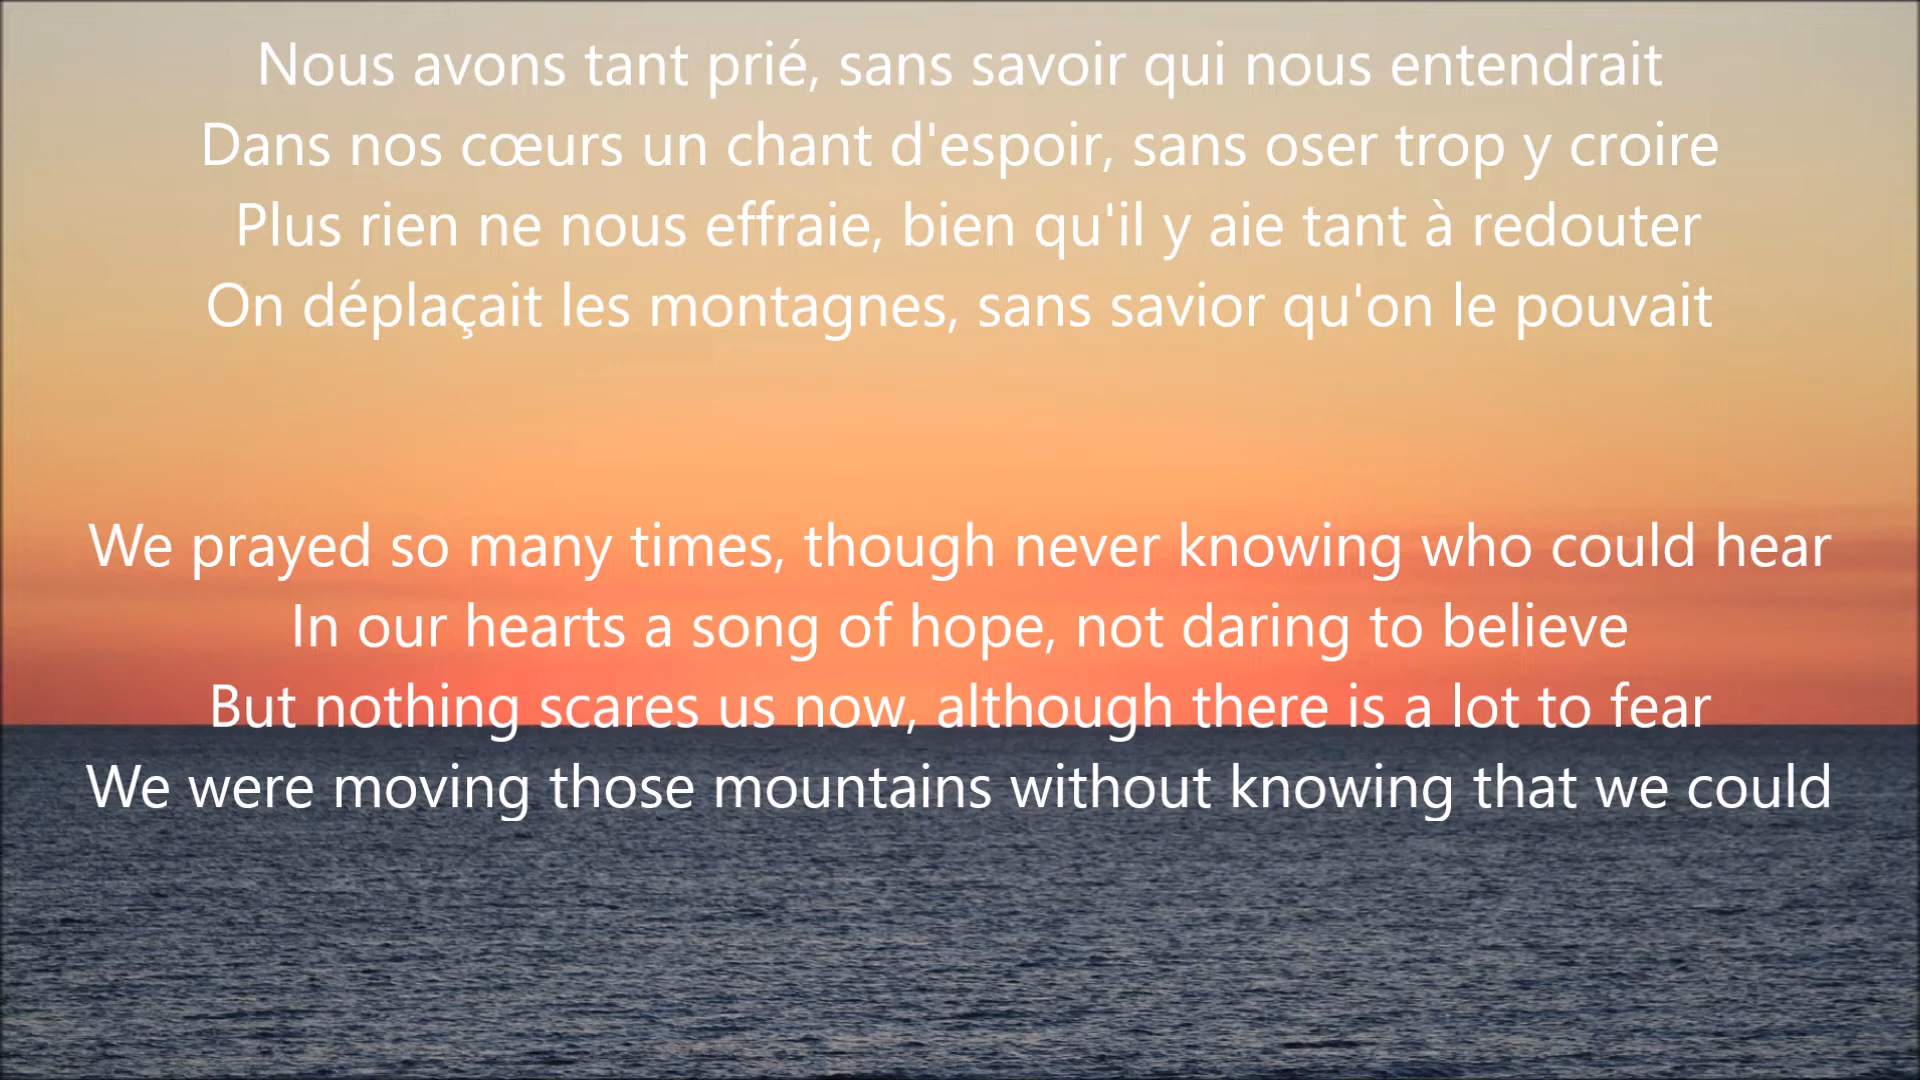 Nous avons tant prié, sans savoir qui nous entendrait
Dans nos cœurs un chant d'espoir, sans oser trop y croire
Plus rien ne nous effraie, bien qu'il y aie tant à redouter
On déplaçait les montagnes, sans savior qu'on le pouvait
We prayed so many times, though never knowing who could hear
In our hearts a song of hope, not daring to believe
But nothing scares us now, although there is a lot to fear
We were moving those mountains without knowing that we could